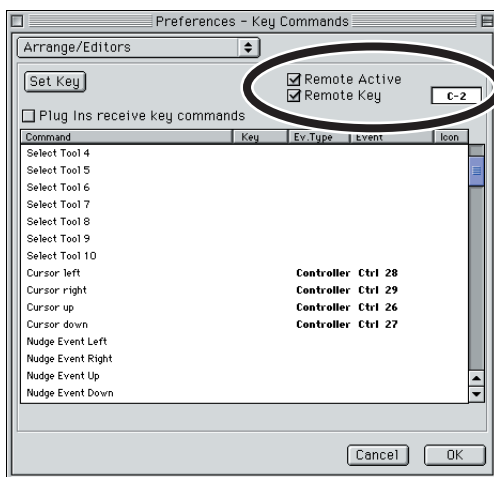 Preferences - Key Commands
Arrange/Editors
Set Key
Remote Active
Remote Key C-2
Plug Ins receive key commands
Command Key Ev.Type Event Icon
Select Tool 4
Select Tool 5
Select Tool 6
Select Tool 7
Select Tool 8
Select Tool 9
Select Tool 10
Cursor left Controller Ctrl 28
Cursor right Controller Ctrl 29
Cursor up Controller Ctrl 26
Cursor down Controller Ctrl 27
Nudge Event Left
Nudge Event Right
Nudge Event Up
Nudge Event Down
Cancel OK